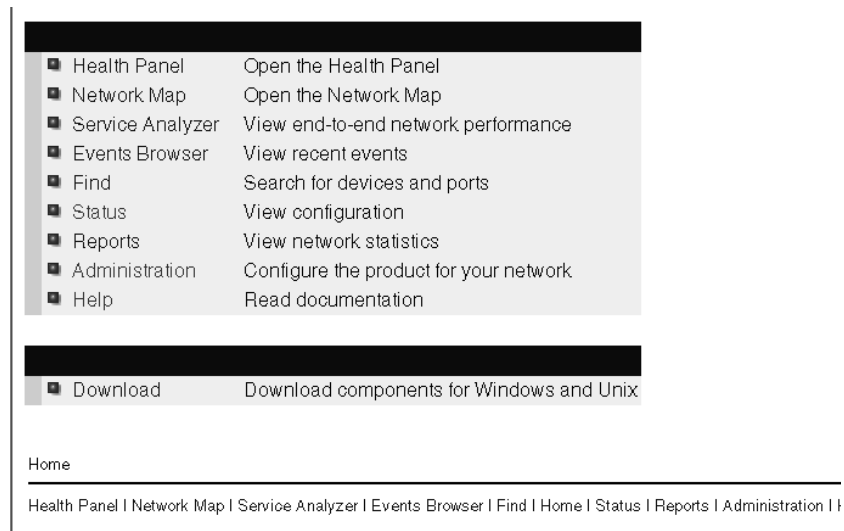 Health Panel Open the Health Panel
Network Map Open the Network Map
Service Analyzer View end-to-end network performance
Events Browser View recent events
Find Search for devices and ports
Status View configuration
Reports View network statistics
Administration Configure the product for your network
Help Read documentation
Download Download components for Windows and Unix
Home
Health Panel | Network Map | Service Analyzer | Events Browser | Find | Home | Status | Reports | Administration |